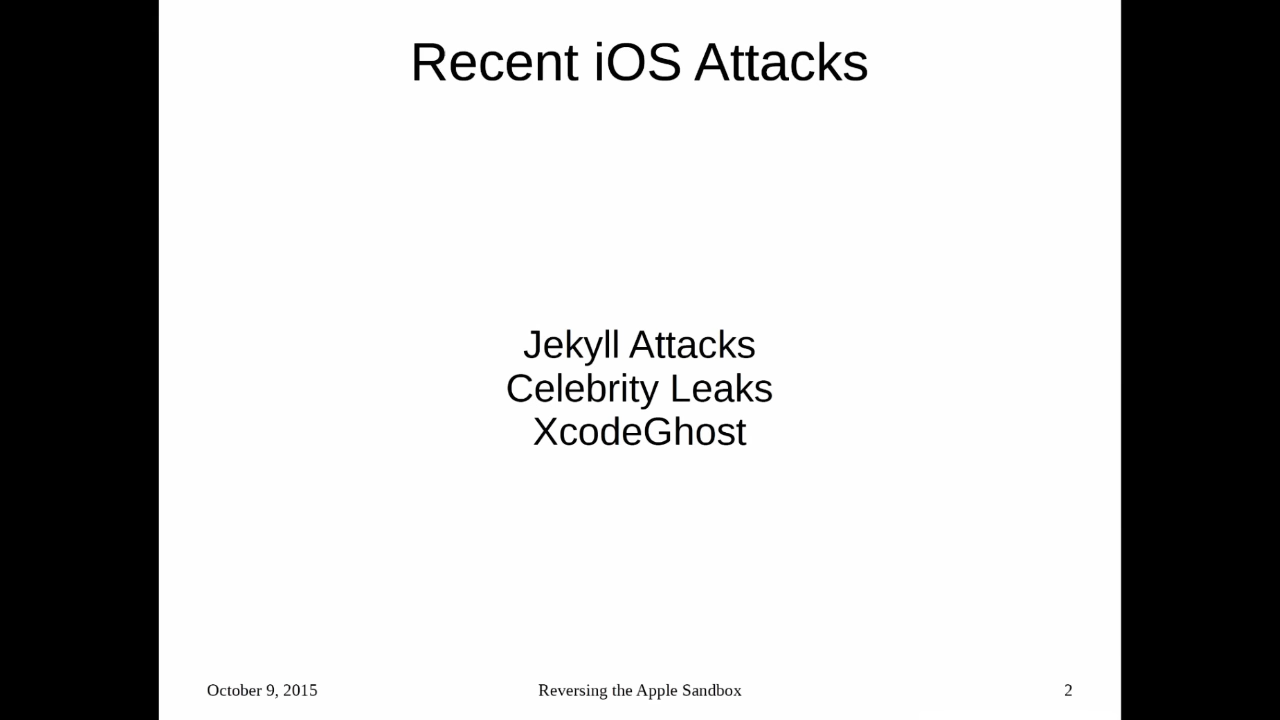 Recent iOS Attacks
Jekyll Attacks
Celebrity Leaks
XcodeGhost
October 9, 2015
Reversing the Apple Sandbox
2